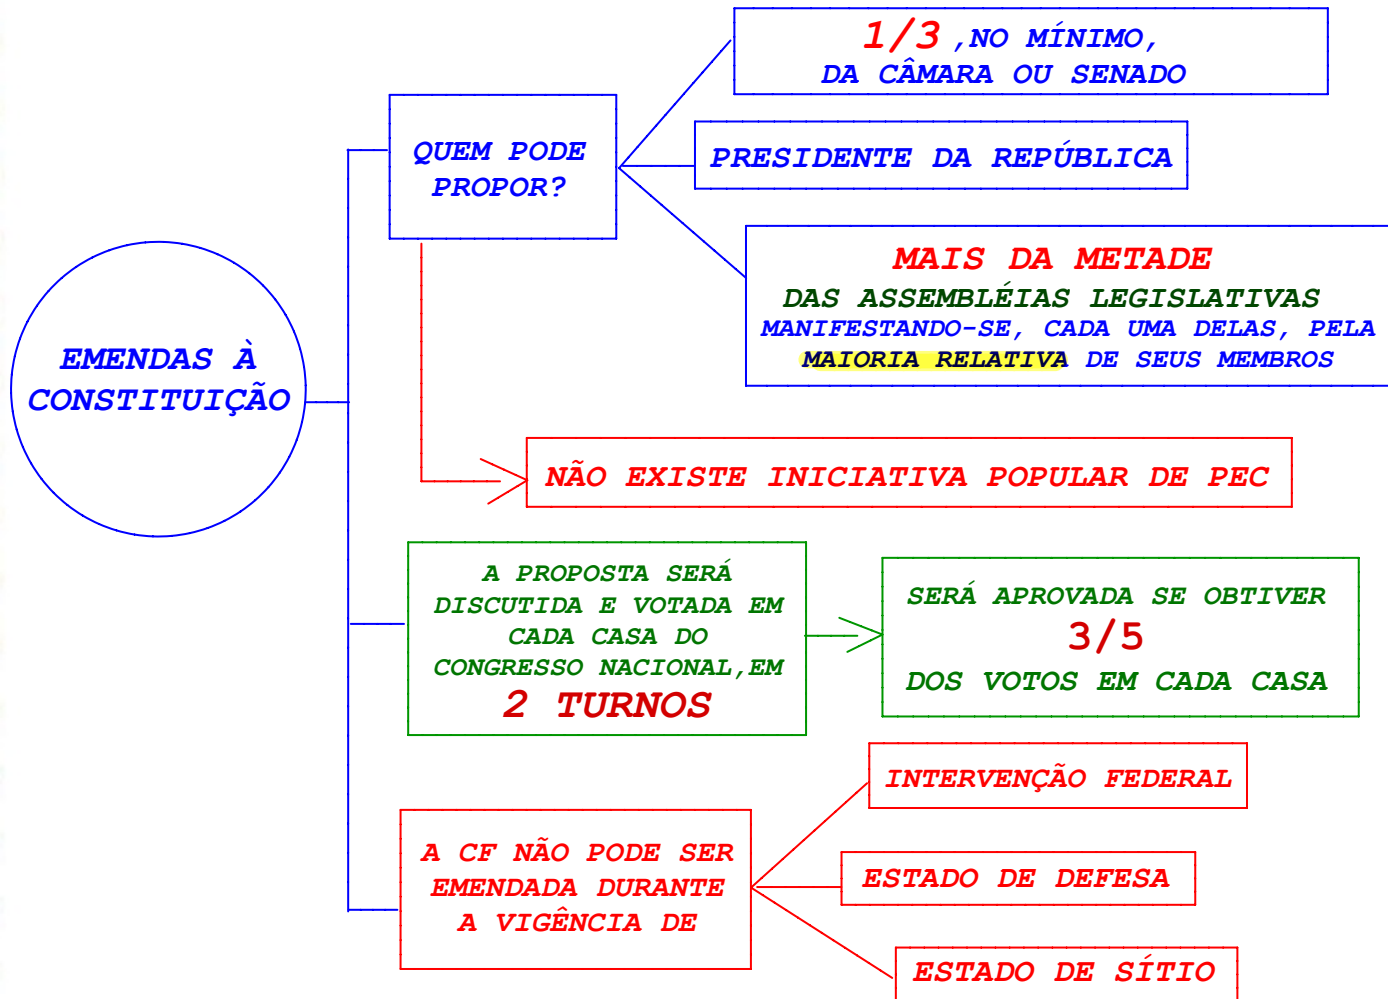 EMENDAS À
CONSTITUIÇÃO
QUEM PODE
PROPOR?
1/3 ,NO MÍNIMO,
DA CÂMARA OU SENADO
PRESIDENTE DA REPÚBLICA
MAIS DA METADE
DAS ASSEMBLÉIAS LEGISLATIVAS
MANIFESTANDO-SE, CADA UMA DELAS, PELA
MAIORIA RELATIVA DE SEUS MEMBROS
NÃO EXISTE INICIATIVA POPULAR DE PEC
A PROPOSTA SERÁ
DISCUTIDA E VOTADA EM
CADA CASA DO
CONGRESSO NACIONAL,EM
2 TURNOS
SERÁ APROVADA SE OBTIVER
3/5
DOS VOTOS EM CADA CASA
A CF NÃO PODE SER
EMENDADA DURANTE
A VIGÊNCIA DE
INTERVENÇÃO FEDERAL
ESTADO DE DEFESA
ESTADO DE SÍTIO